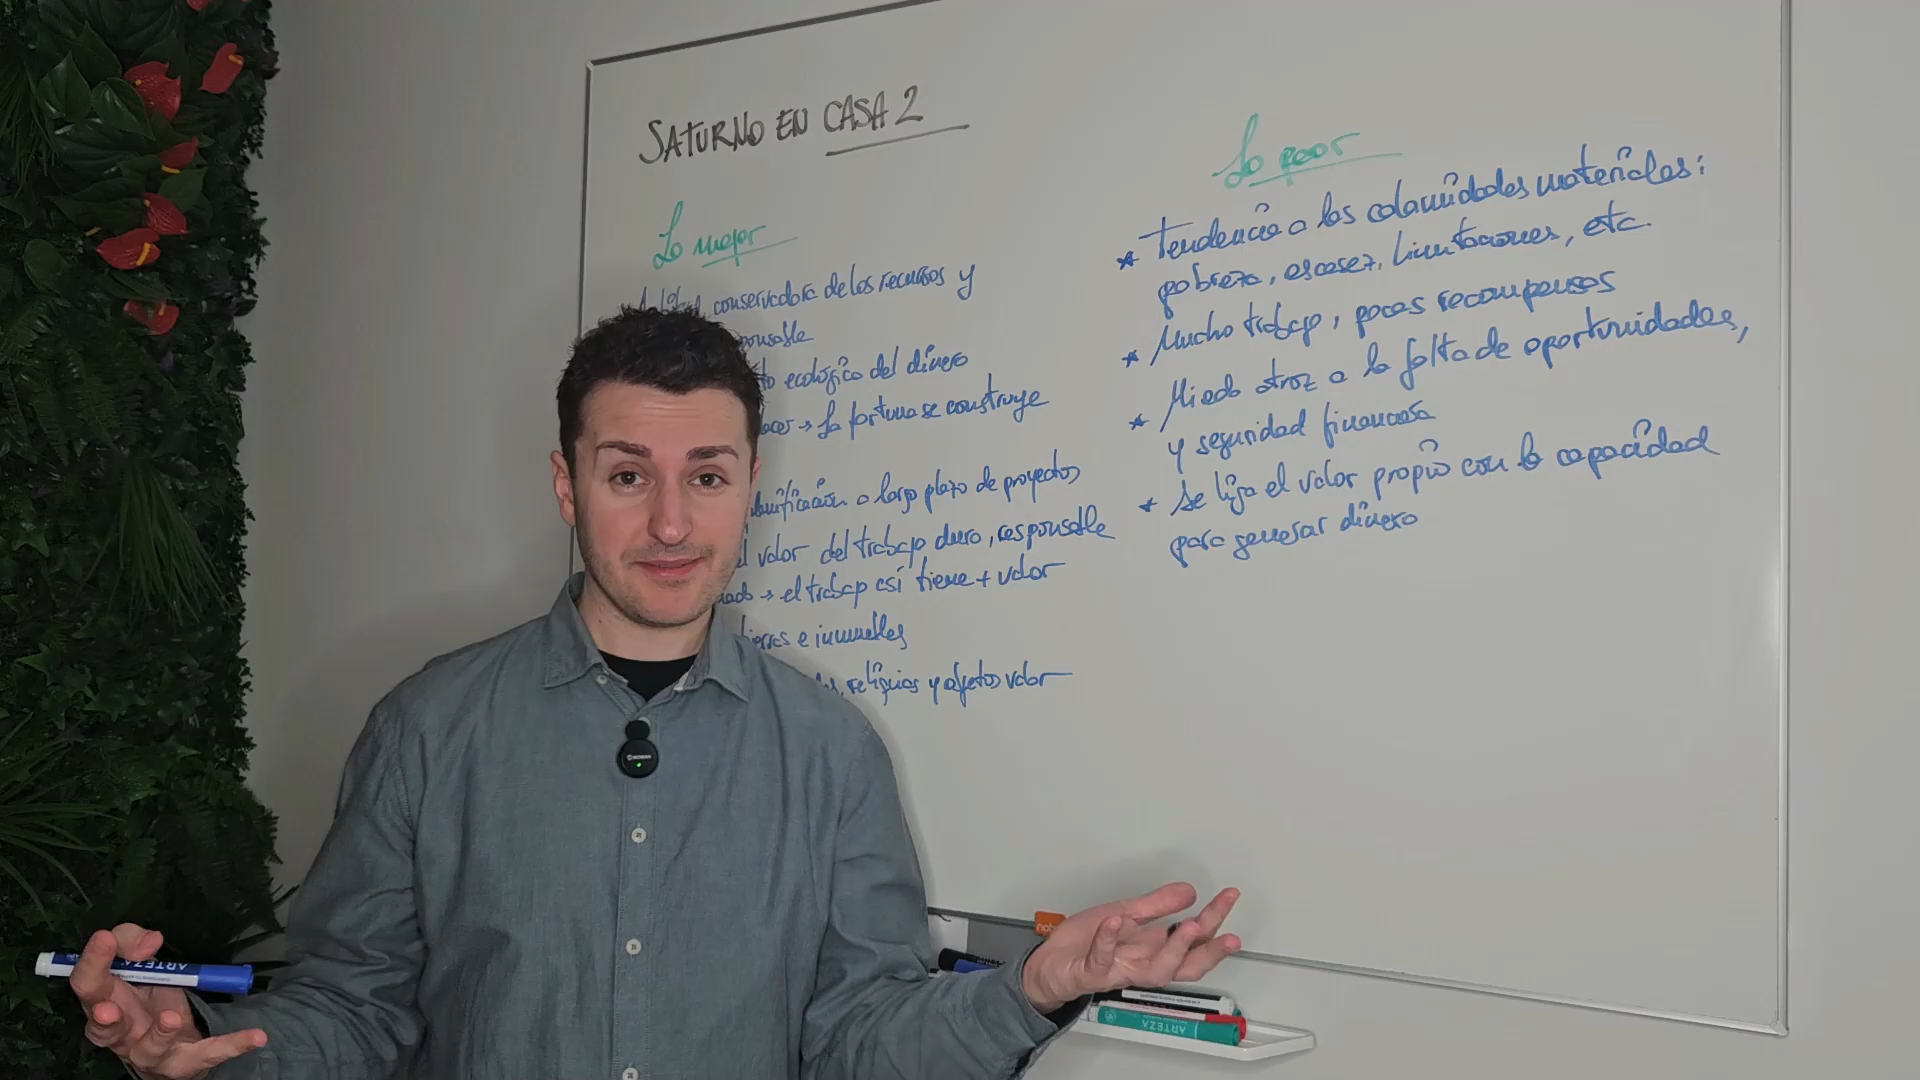 SATURNO EN CASA 2
Lo mejor
conservadora de los recursos y
ponsable
ecológico del dinero
→ La fortuna se construye
lanificación a largo plazo de proyectos
el valor del trabajo duro, responsable
→ el trabajo así tiene + valor
tierras e inmuebles
, reliquias y objetos valor
Lo peor
* Tendencia a las calamidades materiales:
pobreza, escasez, limitaciones, etc.
* Mucho trabajo, pocas recompensas
* Miedo atroz a la falta de oportunidades,
y seguridad financiera
* Se liga el valor propio con la capacidad
para generar dinero
ARTEZA
ARTEZA